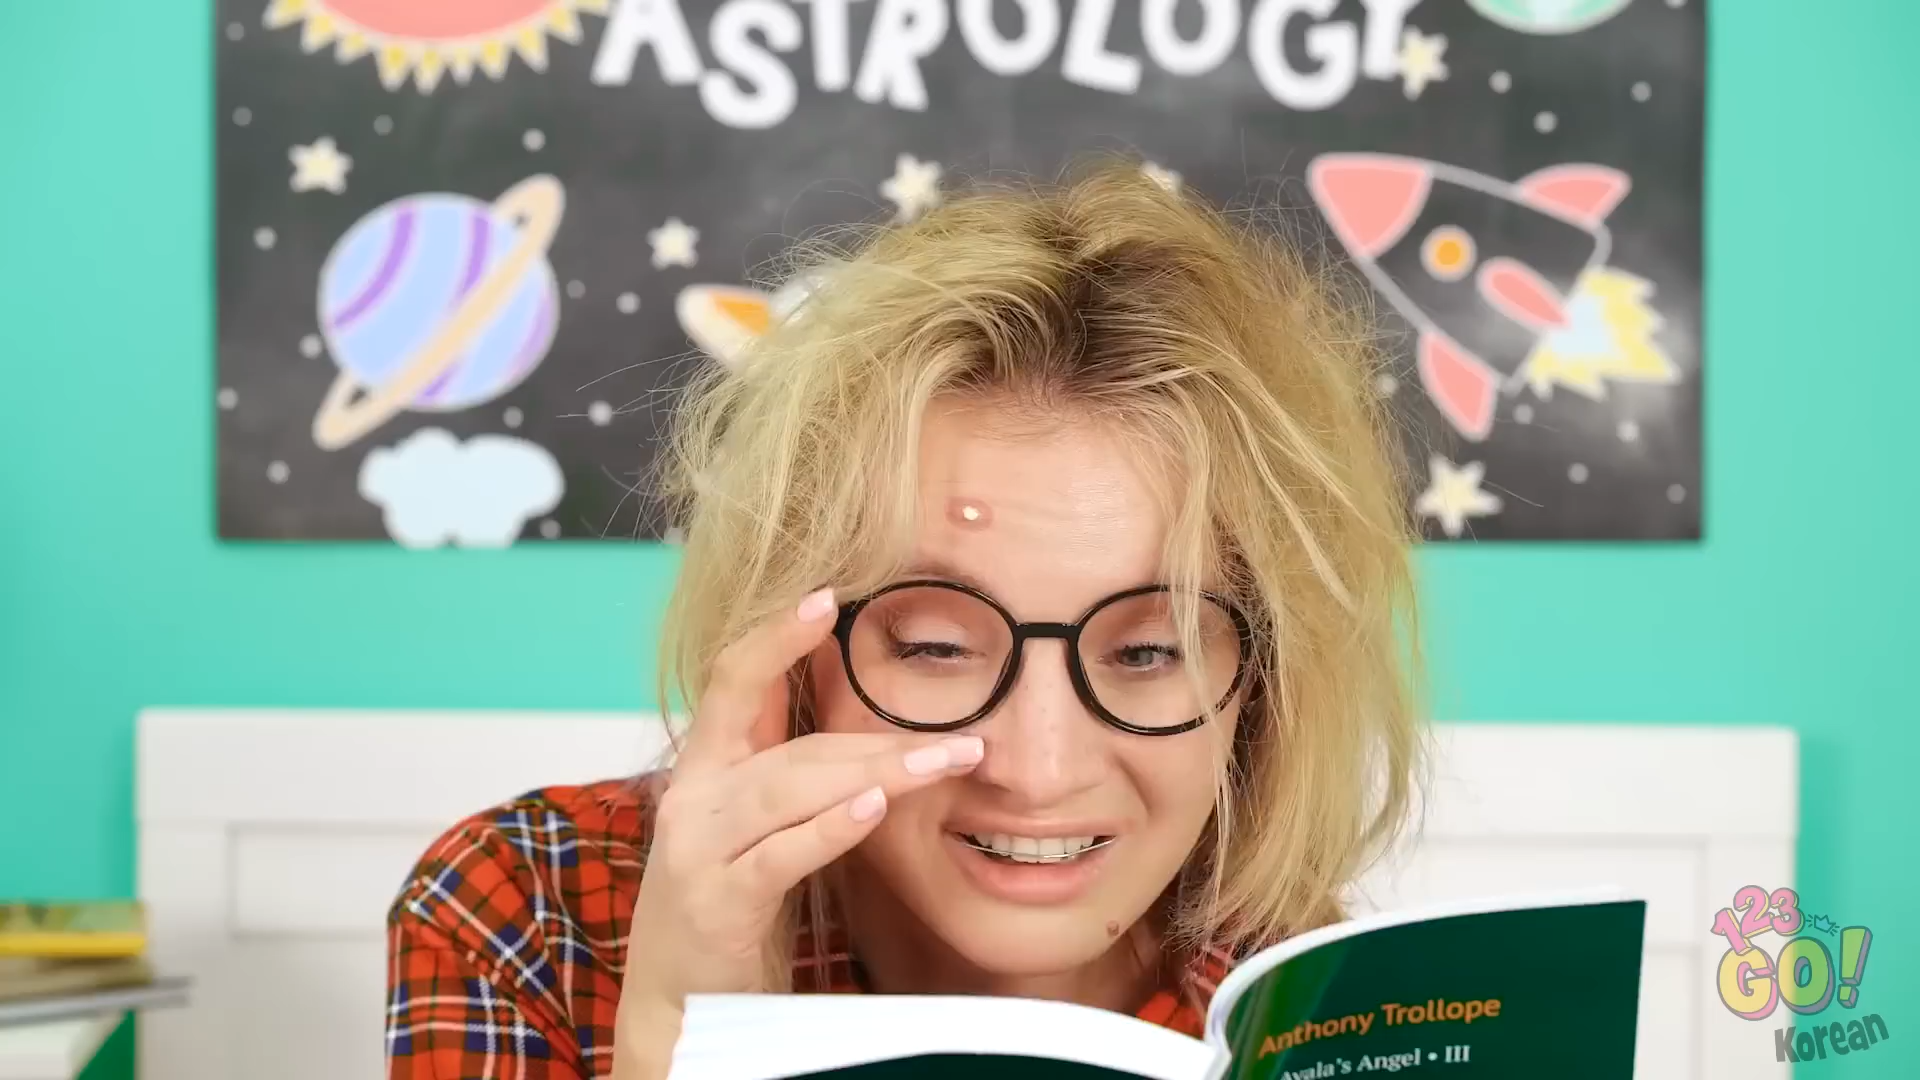 ASTROLOGY
Anthony Trollope
Ayala's Angel • III
123
GO!
Korean